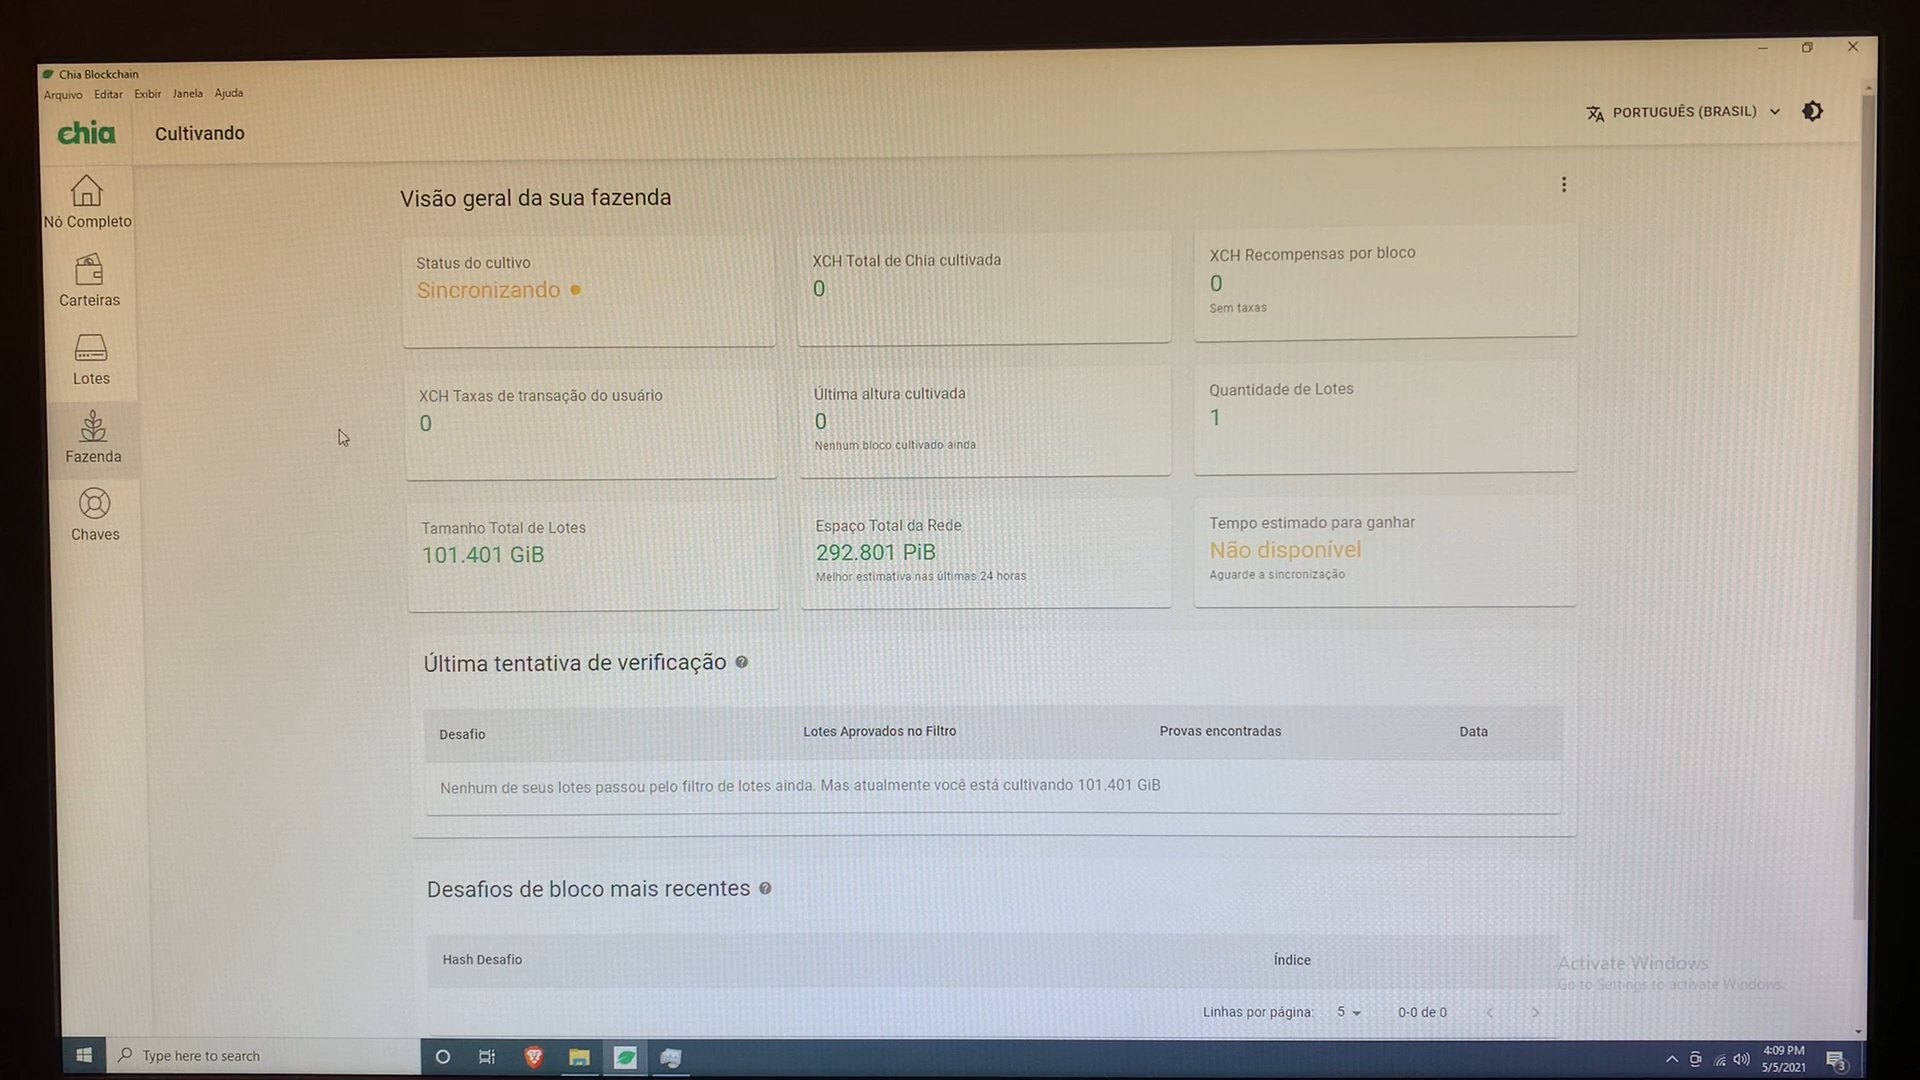 Chia Blockchain
Arquivo Editar Exibir Janela Ajuda
chia
Cultivando
PORTUGUÊS (BRASIL)
Nó Completo
Carteiras
Lotes
Fazenda
Chaves
Visão geral da sua fazenda
Status do cultivo
Sincronizando
XCH Total de Chia cultivada
0
XCH Recompensas por bloco
0
Sem taxas
XCH Taxas de transação do usuário
0
Última altura cultivada
0
Nenhum bloco cultivado ainda
Quantidade de Lotes
1
Tamanho Total de Lotes
101.401 GiB
Espaço Total da Rede
292.801 PiB
Melhor estimativa nas últimas 24 horas
Tempo estimado para ganhar
Não disponível
Aguarde a sincronização
Última tentativa de verificação
Desafio Lotes Aprovados no Filtro Provas encontradas Data
Nenhum de seus lotes passou pelo filtro de lotes ainda. Mas atualmente você está cultivando 101.401 GiB
Desafios de bloco mais recentes
Hash Desafio Índice
Linhas por página: 5 0-0 de 0
Activate Windows
Go to Settings to activate Windows.
Type here to search
4:09 PM
5/5/2021
3